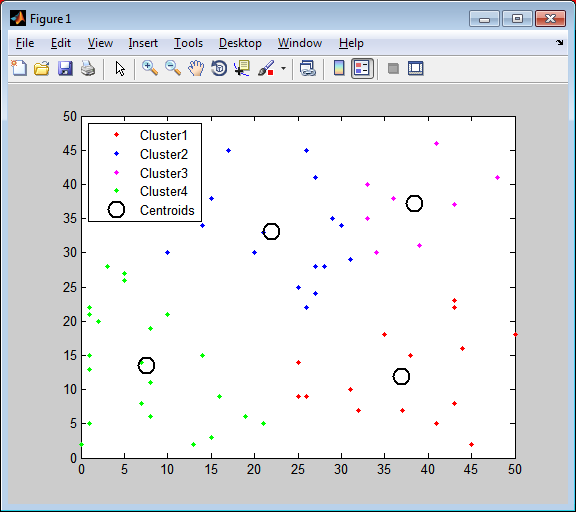 Figure 1
File Edit View Insert Tools Desktop Window Help
50
45
40
35
30
25
20
15
10
5
0
Cluster1
Cluster2
Cluster3
Cluster4
Centroids
0 5 10 15 20 25 30 35 40 45 50